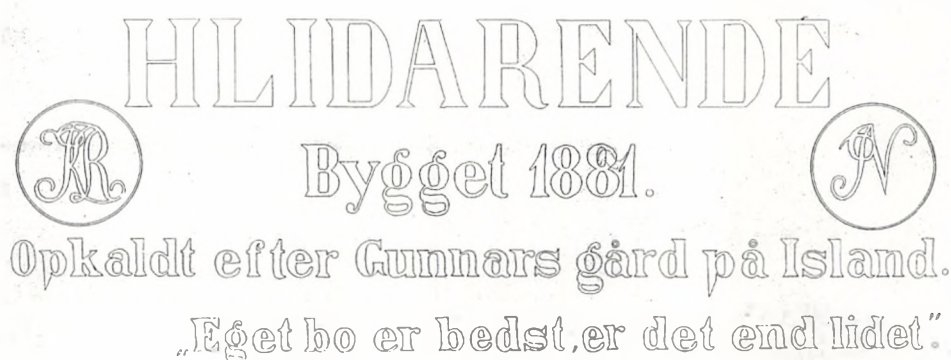 HLIDARENDE
Bygget 1881.
Opkaldt efter Gunnars gård på Island.
„Eget bo er bedst, er det end lidet”.